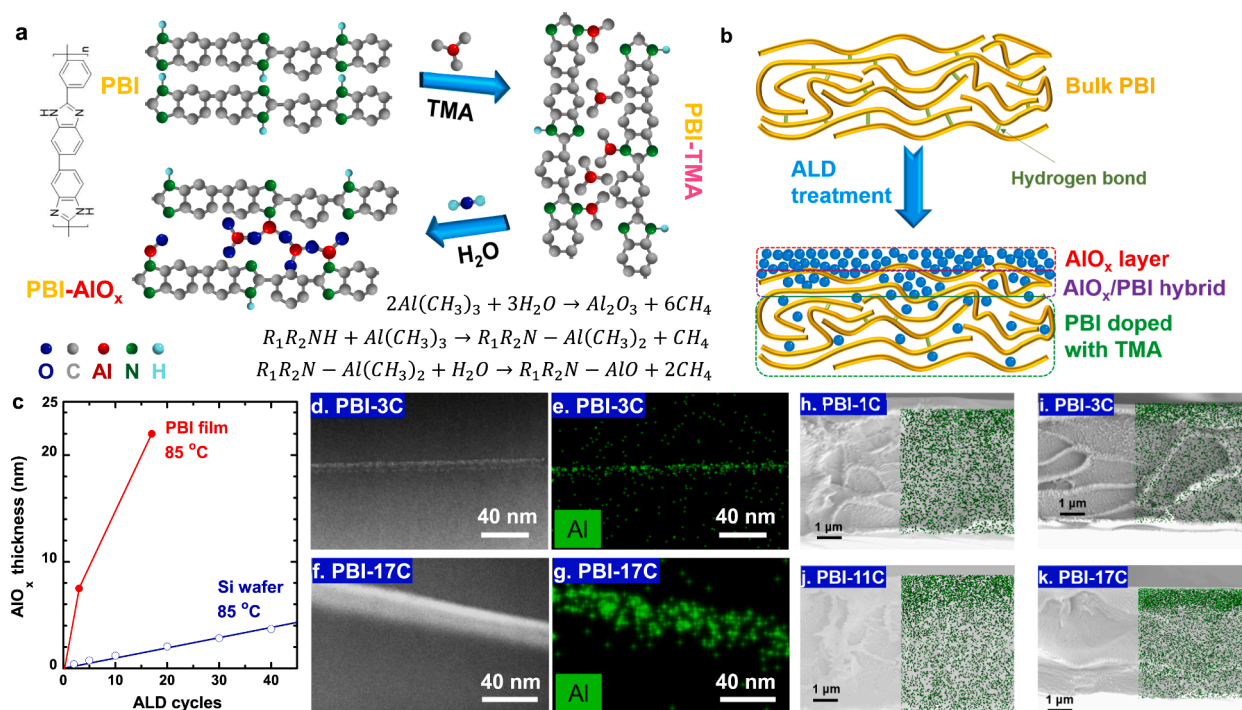 a
n
N
HN
N
NH
PBI
TMA
PBI-TMA
H₂O
PBI-AlOₓ
O C Al N H
2Al(CH₃)₃ + 3H₂O → Al₂O₃ + 6CH₄
R₁R₂NH + Al(CH₃)₃ → R₁R₂N − Al(CH₃)₂ + CH₄
R₁R₂N − Al(CH₃)₂ + H₂O → R₁R₂N − AlO + 2CH₄
b
Bulk PBI
ALD
treatment
Hydrogen bond
AlOₓ layer
AlOₓ/PBI hybrid
PBI doped
with TMA
c
AlOₓ thickness (nm)
25
20
15
10
5
0
PBI film
85 °C
Si wafer
85 °C
0 10 20 30 40
ALD cycles
d. PBI-3C
40 nm
e. PBI-3C
Al
40 nm
f. PBI-17C
40 nm
g. PBI-17C
Al
40 nm
h. PBI-1C
1 µm
i. PBI-3C
1 µm
j. PBI-11C
1 µm
k. PBI-17C
1 µm